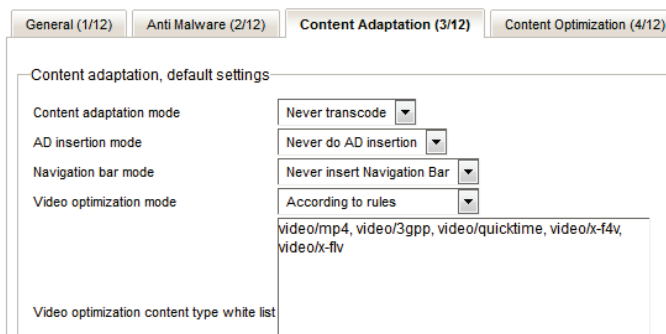 General (1/12) Anti Malware (2/12) Content Adaptation (3/12) Content Optimization (4/12)
Content adaptation, default settings
Content adaptation mode Never transcode
AD insertion mode Never do AD insertion
Navigation bar mode Never insert Navigation Bar
Video optimization mode According to rules
video/mp4, video/3gpp, video/quicktime, video/x-f4v,
video/x-flv
Video optimization content type white list